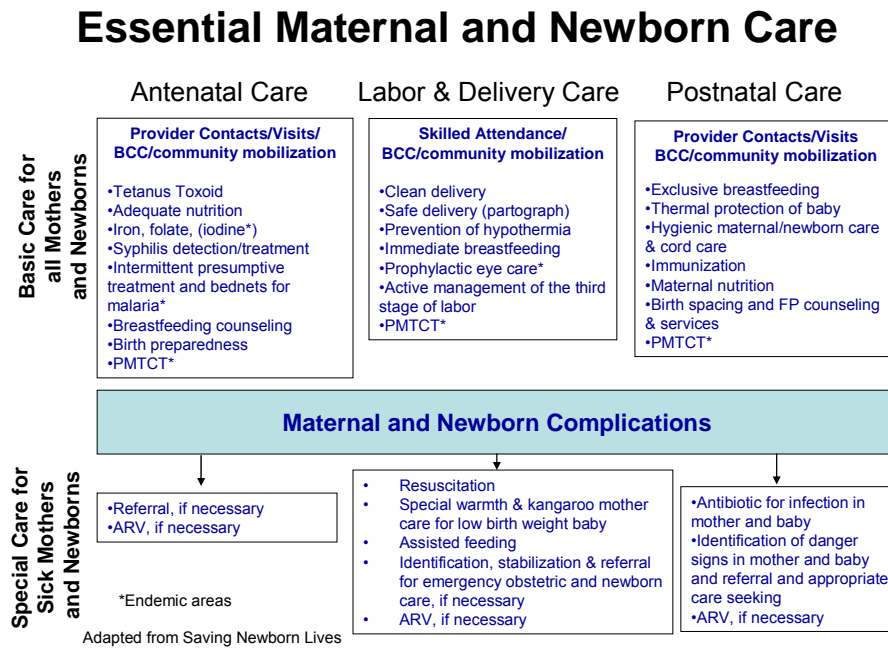 Essential Maternal and Newborn Care
Antenatal Care
Labor & Delivery Care
Postnatal Care
Basic Care for
all Mothers
and Newborns
Provider Contacts/Visits/
BCC/community mobilization
•Tetanus Toxoid
•Adequate nutrition
•Iron, folate, (iodine*)
•Syphilis detection/treatment
•Intermittent presumptive
treatment and bednets for
malaria*
•Breastfeeding counseling
•Birth preparedness
•PMTCT*
Skilled Attendance/
BCC/community mobilization
•Clean delivery
•Safe delivery (partograph)
•Prevention of hypothermia
•Immediate breastfeeding
•Prophylactic eye care*
•Active management of the third
stage of labor
•PMTCT*
Provider Contacts/Visits
BCC/community mobilization
•Exclusive breastfeeding
•Thermal protection of baby
•Hygienic maternal/newborn care
& cord care
•Immunization
•Maternal nutrition
•Birth spacing and FP counseling
& services
•PMTCT*
Maternal and Newborn Complications
Special Care for
Sick Mothers
and Newborns
•Referral, if necessary
•ARV, if necessary
• Resuscitation
• Special warmth & kangaroo mother
care for low birth weight baby
• Assisted feeding
• Identification, stabilization & referral
for emergency obstetric and newborn
care, if necessary
• ARV, if necessary
•Antibiotic for infection in
mother and baby
•Identification of danger
signs in mother and baby
and referral and appropriate
care seeking
•ARV, if necessary
*Endemic areas
Adapted from Saving Newborn Lives